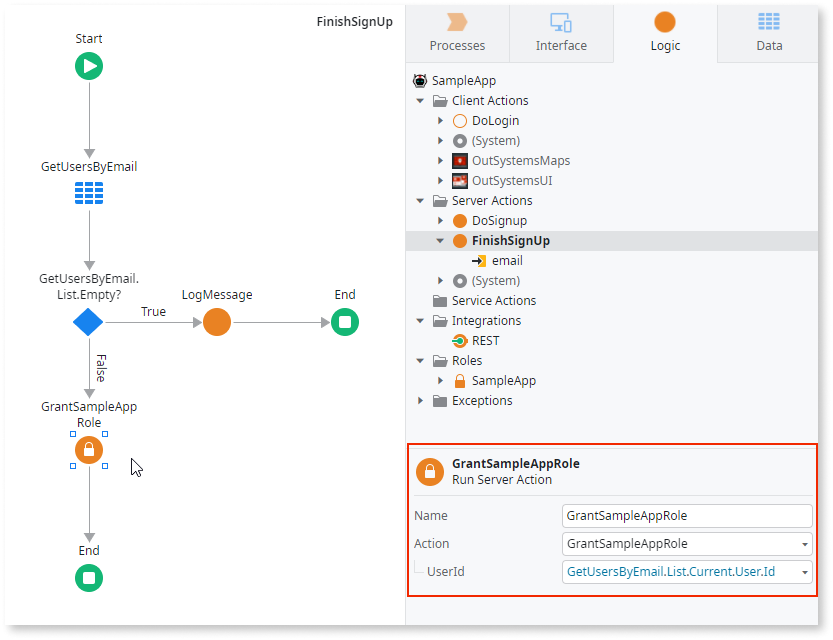 FinishSignUp
Start
GetUsersByEmail
GetUsersByEmail.
List.Empty?
True
LogMessage
End
False
GrantSampleApp
Role
End
Processes
Interface
Logic
Data
SampleApp
Client Actions
DoLogin
(System)
OutSystemsMaps
OutSystemsUI
Server Actions
DoSignup
FinishSignUp
email
(System)
Service Actions
Integrations
REST
Roles
SampleApp
Exceptions
GrantSampleAppRole
Run Server Action
Name
GrantSampleAppRole
Action
GrantSampleAppRole
UserId
GetUsersByEmail.List.Current.User.Id